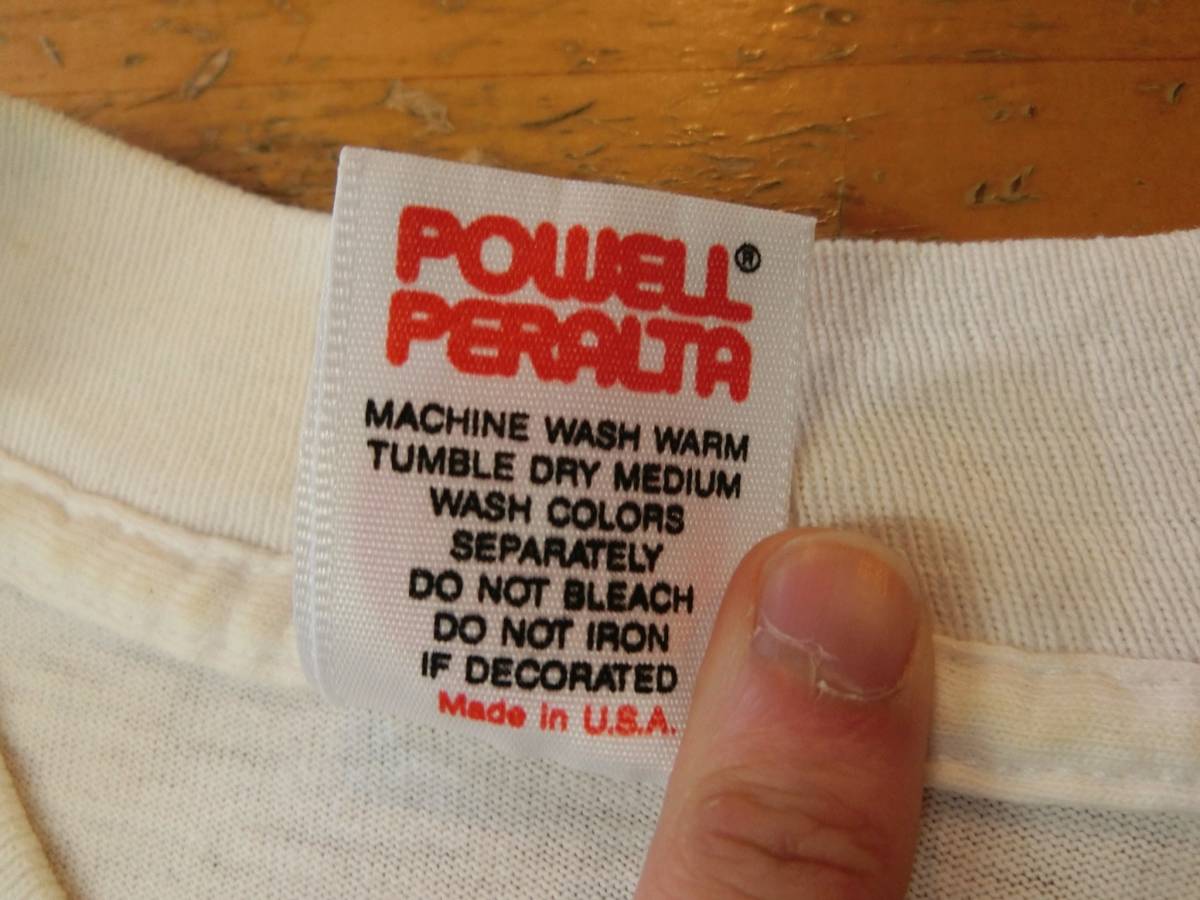 POWELL®
PERALTA
MACHINE WASH WARM
TUMBLE DRY MEDIUM
WASH COLORS
SEPARATELY
DO NOT BLEACH
DO NOT IRON
IF DECORATED
Made in U.S.A.